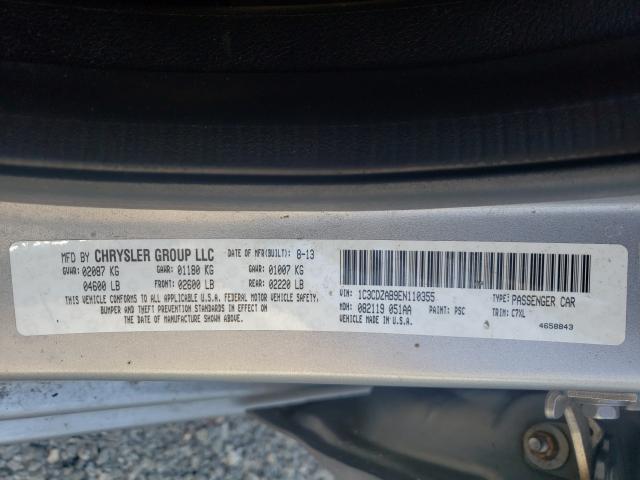 MFD BY CHRYSLER GROUP LLC DATE OF MFR(BUILT): 8-13
GVWR: 02087 KG GAWR: 01180 KG GAWR: 01007 KG
04600 LB FRONT: 02600 LB REAR: 02220 LB
THIS VEHICLE CONFORMS TO ALL APPLICABLE U.S.A. FEDERAL MOTOR VEHICLE SAFETY,
BUMPER AND THEFT PREVENTION STANDARDS IN EFFECT ON
THE DATE OF MANUFACTURE SHOWN ABOVE.
VIN: 1C3CDZAB9EN110355 TYPE: PASSENGER CAR
MDH: 082119 051AA PAINT: PSC TRIM: C7XL
VEHICLE MADE IN U.S.A. 4658843